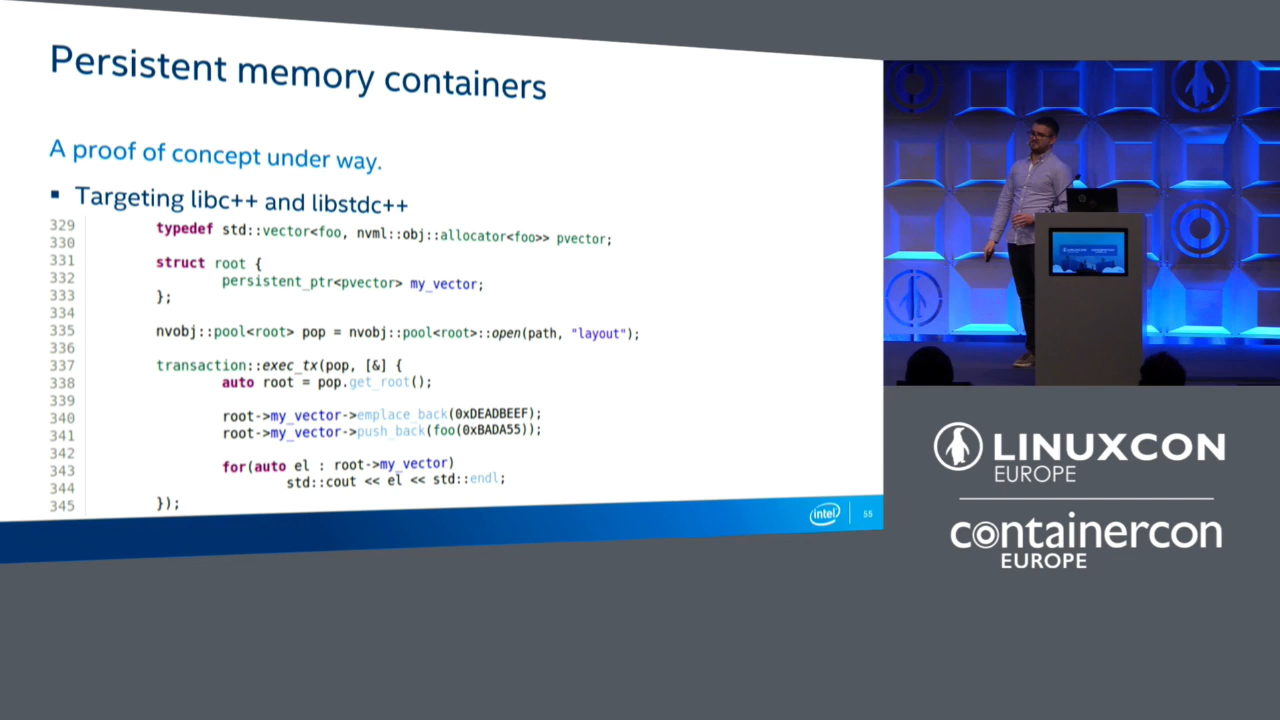 Persistent memory containers
A proof of concept under way.
▪ Targeting libc++ and libstdc++
329 typedef std::vector<foo, nvml::obj::allocator<foo>> pvector;
330
331 struct root {
332 persistent_ptr<pvector> my_vector;
333 };
334
335 nvobj::pool<root> pop = nvobj::pool<root>::open(path, "layout");
336
337 transaction::exec_tx(pop, [&] {
338 auto root = pop.get_root();
339
340 root->my_vector->emplace_back(0xDEADBEEF);
341 root->my_vector->push_back(foo(0xBADA55));
342
343 for(auto el : root->my_vector)
344 std::cout << el << std::endl;
345 });
intel 55
LINUXCON
EUROPE
containercon
EUROPE